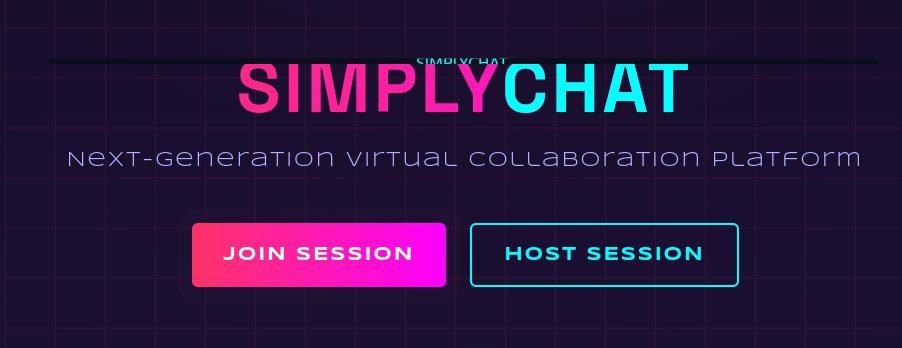 SIMPLYCHAT
SIMPLYCHAT
Next-Generation Virtual Collaboration Platform
JOIN SESSION
HOST SESSION